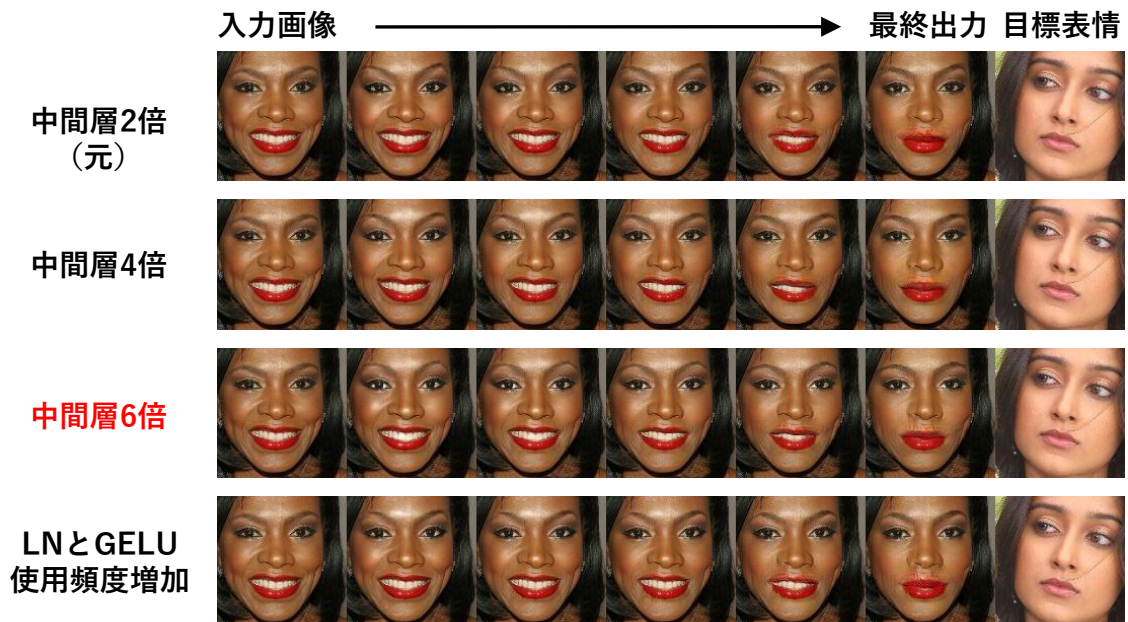 入力画像
最終出力
目標表情
中間層2倍
（元）
中間層4倍
中間層6倍
LNとGELU
使用頻度増加